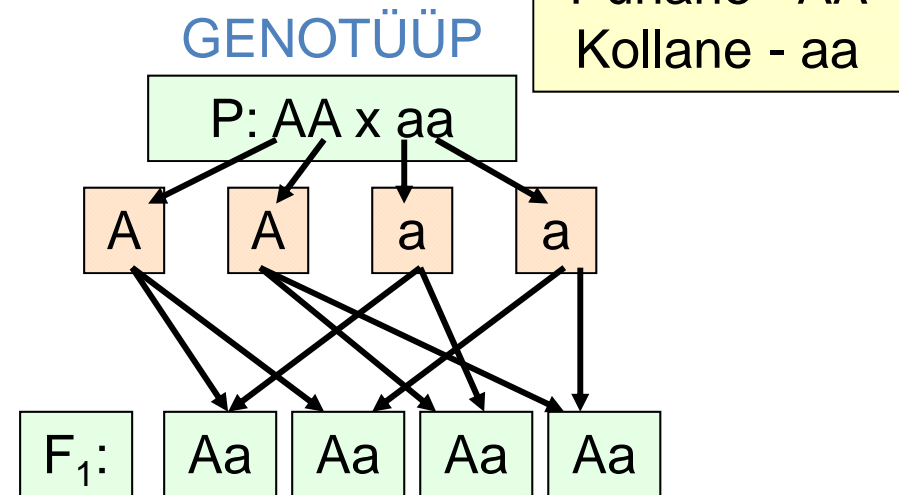 GENOTÜÜP
Kollane - aa
P: AA x aa
A A a a
F₁: Aa Aa Aa Aa